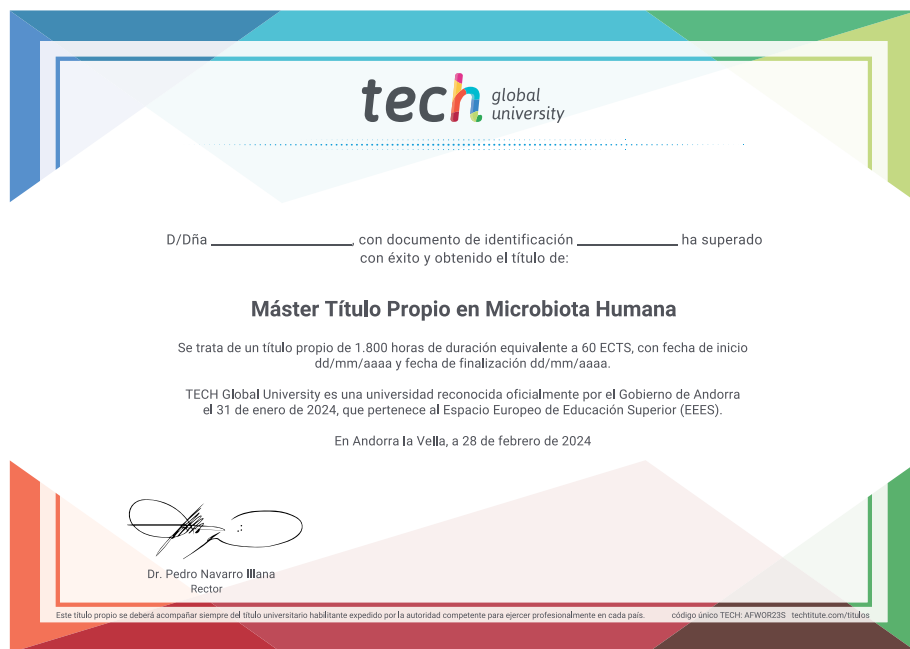 tech global university
D/Dña ________________, con documento de identificación ____________ ha superado
con éxito y obtenido el título de:
Máster Título Propio en Microbiota Humana
Se trata de un título propio de 1.800 horas de duración equivalente a 60 ECTS, con fecha de inicio
dd/mm/aaaa y fecha de finalización dd/mm/aaaa.
TECH Global University es una universidad reconocida oficialmente por el Gobierno de Andorra
el 31 de enero de 2024, que pertenece al Espacio Europeo de Educación Superior (EEES).
En Andorra la Vella, a 28 de febrero de 2024
Dr. Pedro Navarro Illana
Rector
Este título propio se deberá acompañar siempre del título universitario habilitante expedido por la autoridad competente para ejercer profesionalmente en cada país. código único TECH: AFWOR23S techtitute.com/titulos